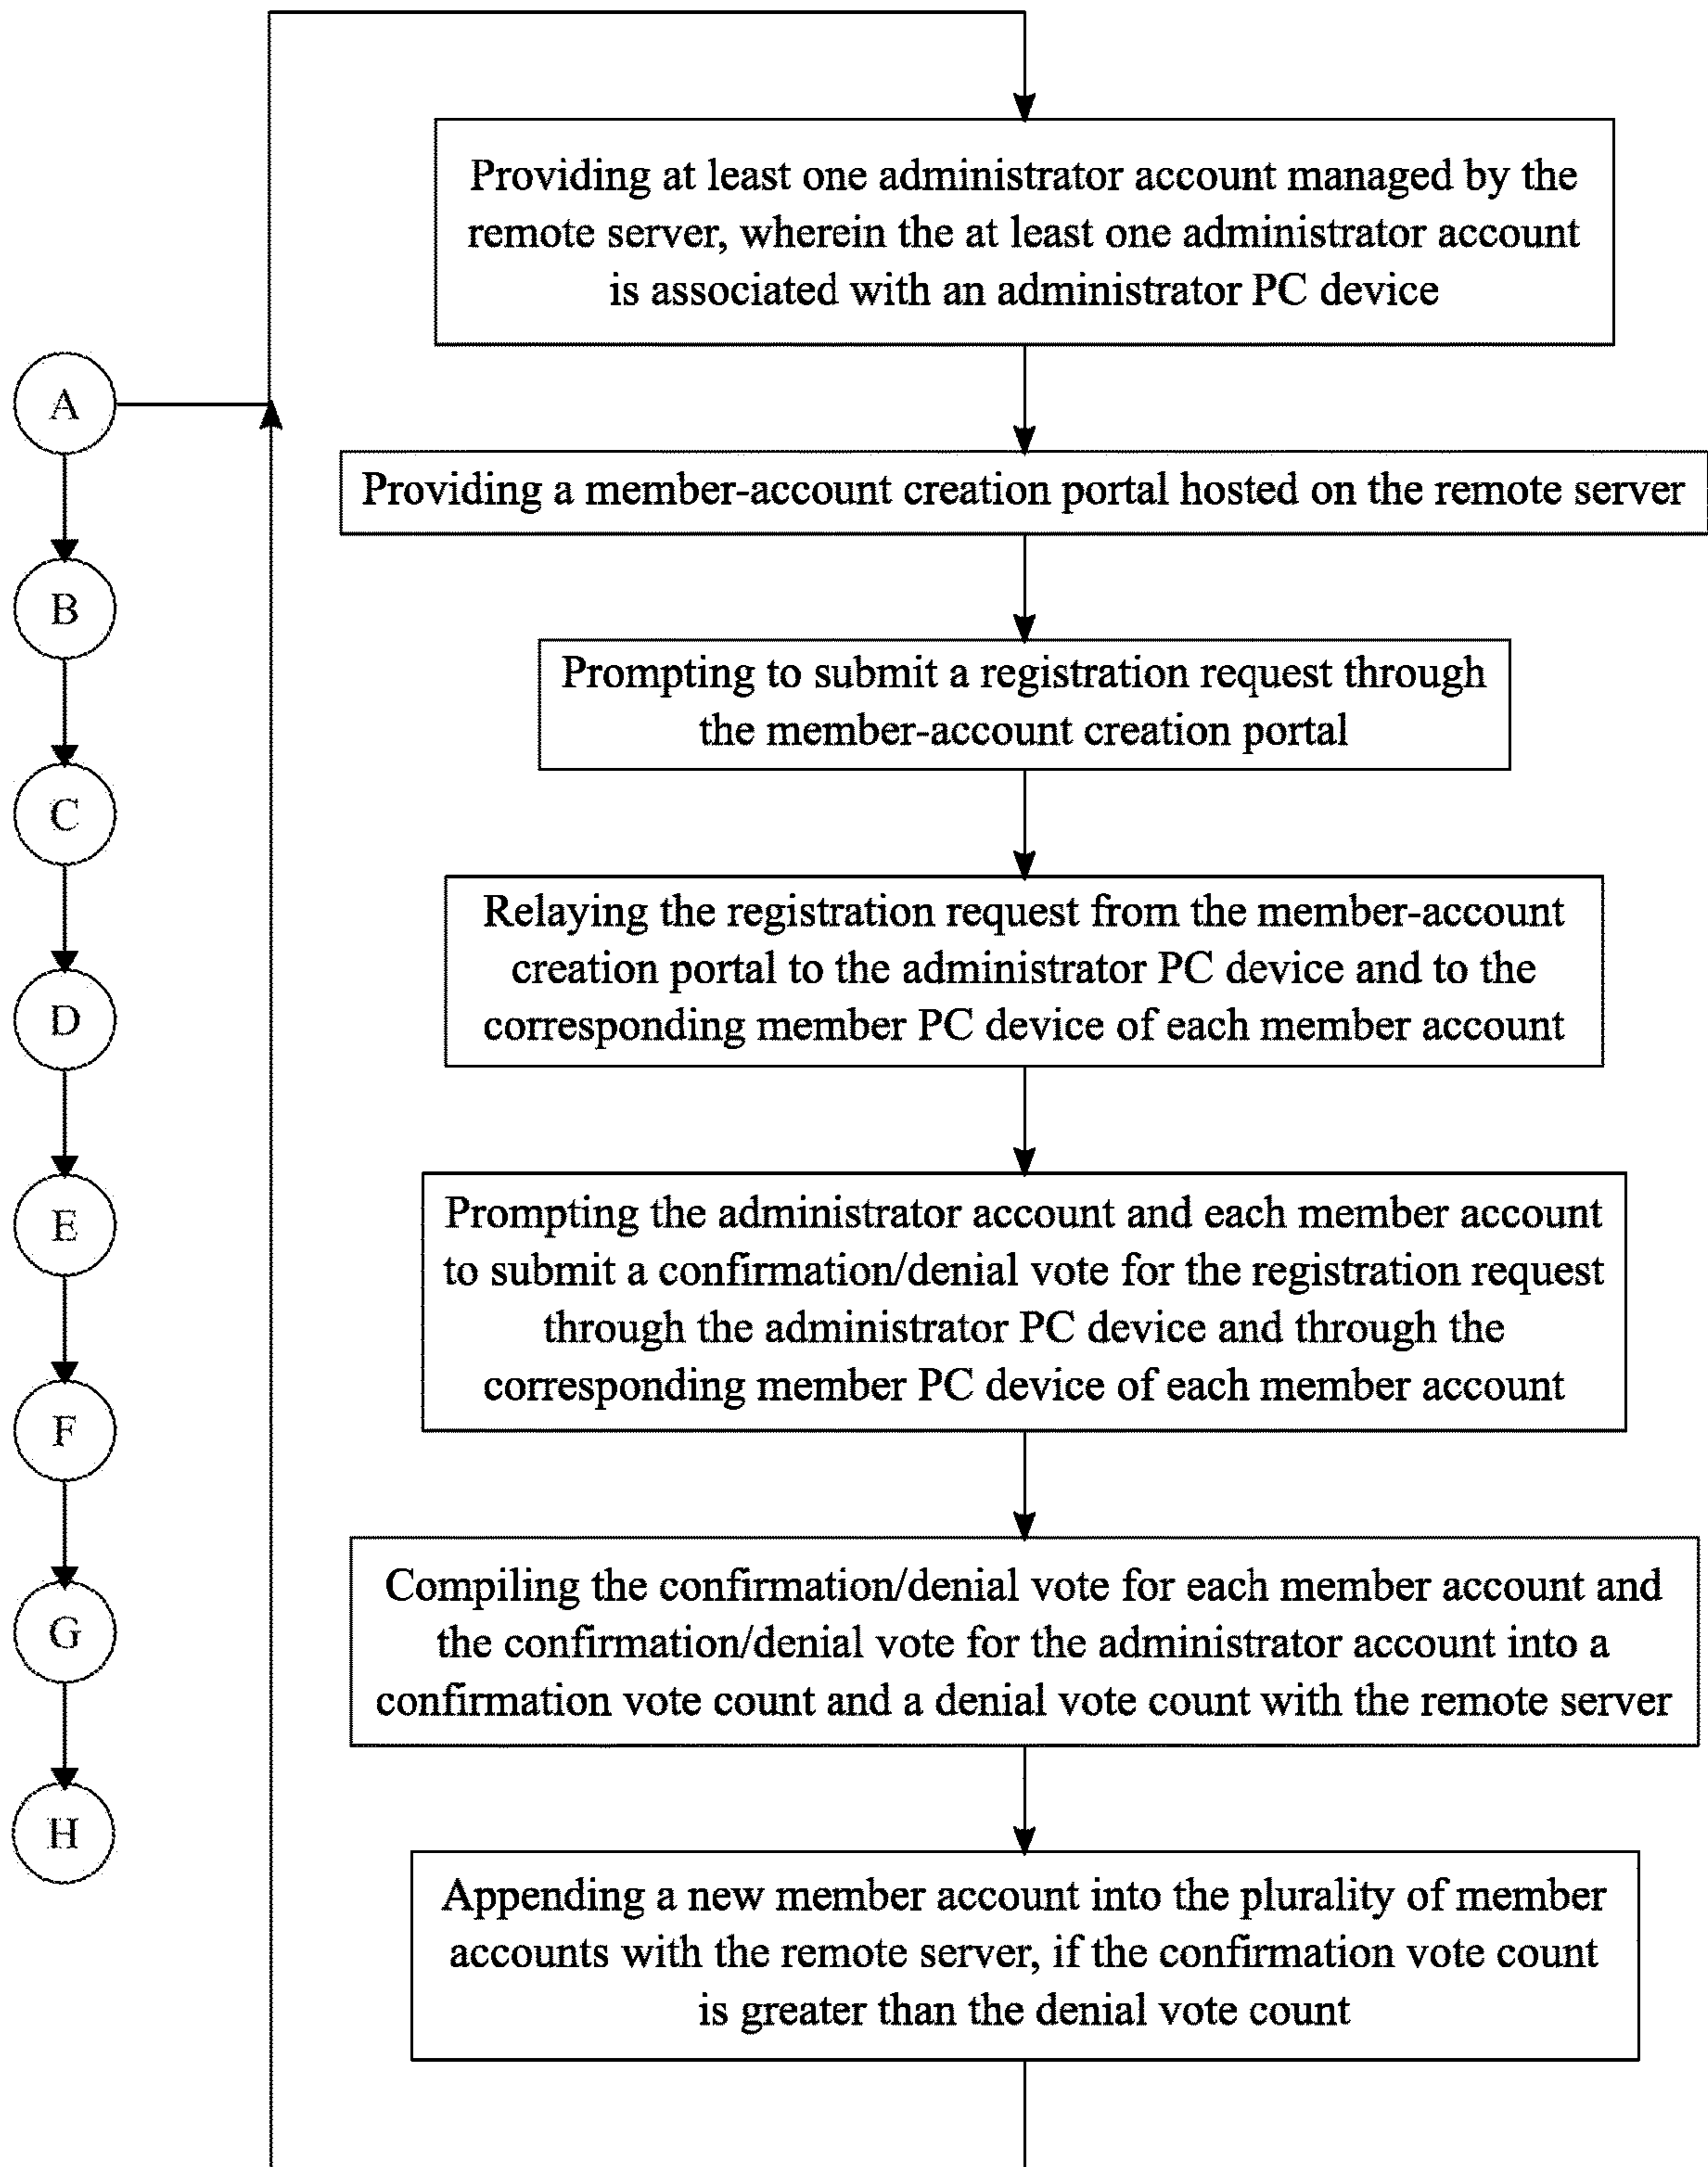 Providing at least one administrator account managed by the
remote server, wherein the at least one administrator account
is associated with an administrator PC device
A
Providing a member-account creation portal hosted on the remote server
B
Prompting to submit a registration request through
the member-account creation portal
C
Relaying the registration request from the member-account
creation portal to the administrator PC device and to the
corresponding member PC device of each member account
D
Prompting the administrator account and each member account
to submit a confirmation/denial vote for the registration request
through the administrator PC device and through the
corresponding member PC device of each member account
E
F
Compiling the confirmation/denial vote for each member account and
the confirmation/denial vote for the administrator account into a
confirmation vote count and a denial vote count with the remote server
G
H
Appending a new member account into the plurality of member
accounts with the remote server, if the confirmation vote count
is greater than the denial vote count